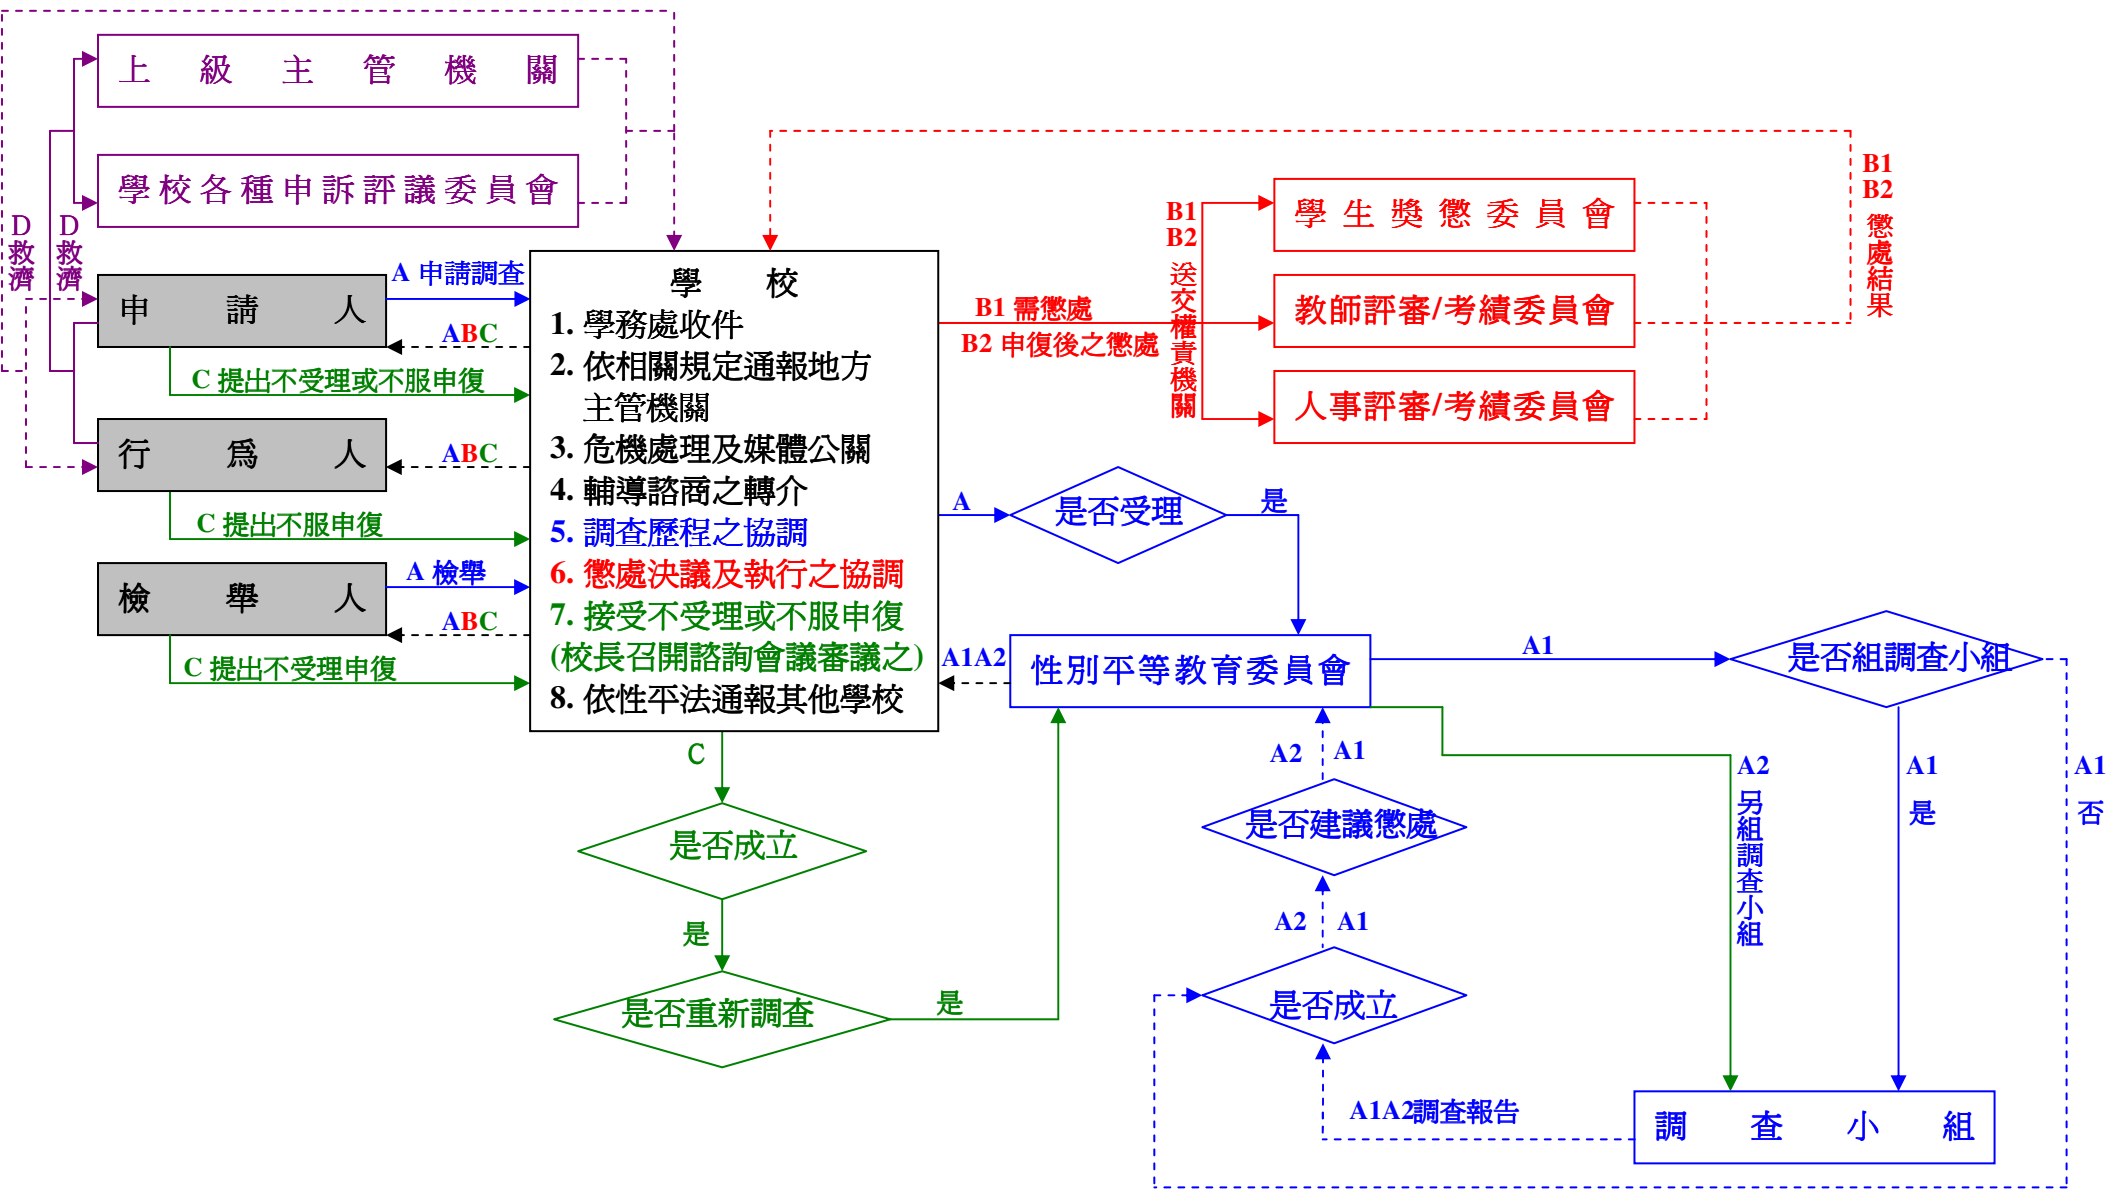 上級主管機關
學校各種申訴評議委員會
D
救
濟
D
救
濟
申請人
A 申請調查
ABC
C 提出不受理或不服申復
行為人
ABC
C 提出不服申復
檢舉人
A 檢舉
ABC
C 提出不受理申復
學校
1. 學務處收件
2. 依相關規定通報地方
主管機關
3. 危機處理及媒體公關
4. 輔導諮商之轉介
5. 調查歷程之協調
6. 懲處決議及執行之協調
7. 接受不受理或不服申復
(校長召開諮詢會議審議之)
8. 依性平法通報其他學校
B1 需懲處
B2 申復後之懲處
B1
B2
送交權責機關
學生獎懲委員會
教師評審/考績委員會
人事評審/考績委員會
B1
B2
懲處結果
A
是否受理
是
A1A2
性別平等教育委員會
A1
是否組調查小組
A2
另組調查小組
A1
是
A1
否
A2
A1
是否建議懲處
A2
A1
是否成立
A1A2調查報告
調查小組
C
是否成立
是
是否重新調查
是